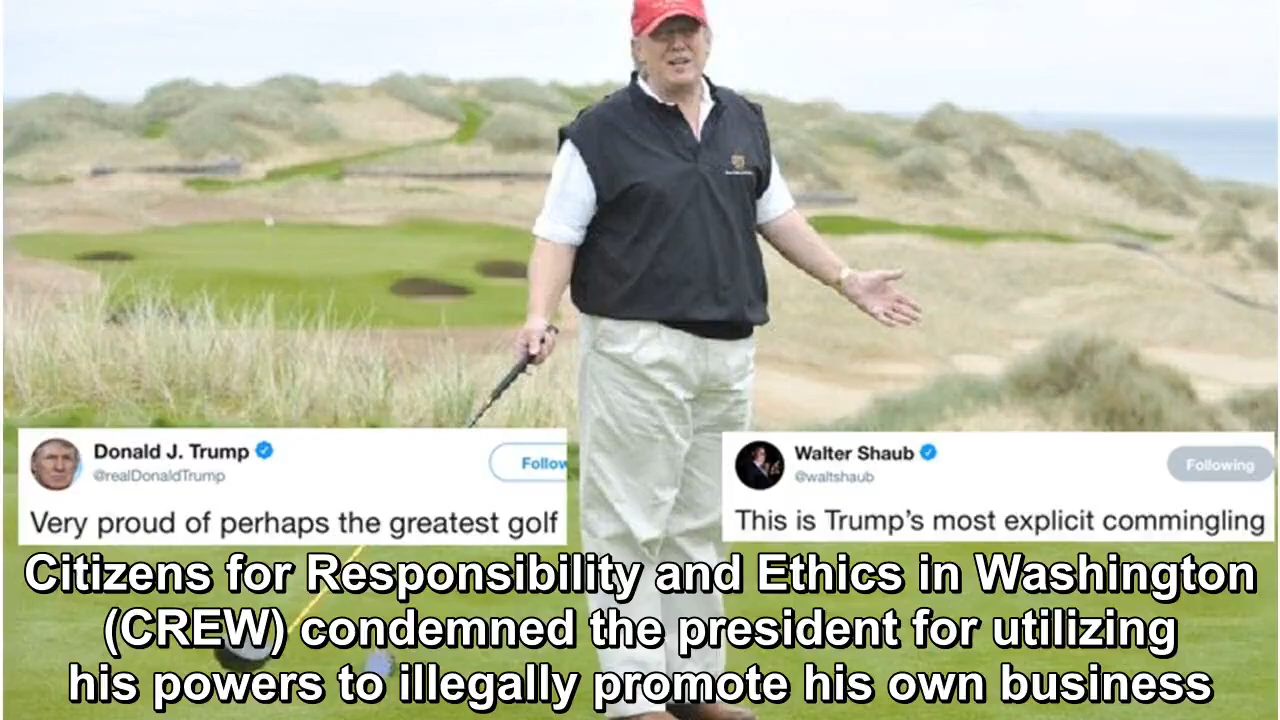 Donald J. Trump
@realDonaldTrump
Follow
Very proud of perhaps the greatest golf
Walter Shaub
@waltshaub
Following
This is Trump's most explicit commingling
Citizens for Responsibility and Ethics in Washington
(CREW) condemned the president for utilizing
his powers to illegally promote his own business